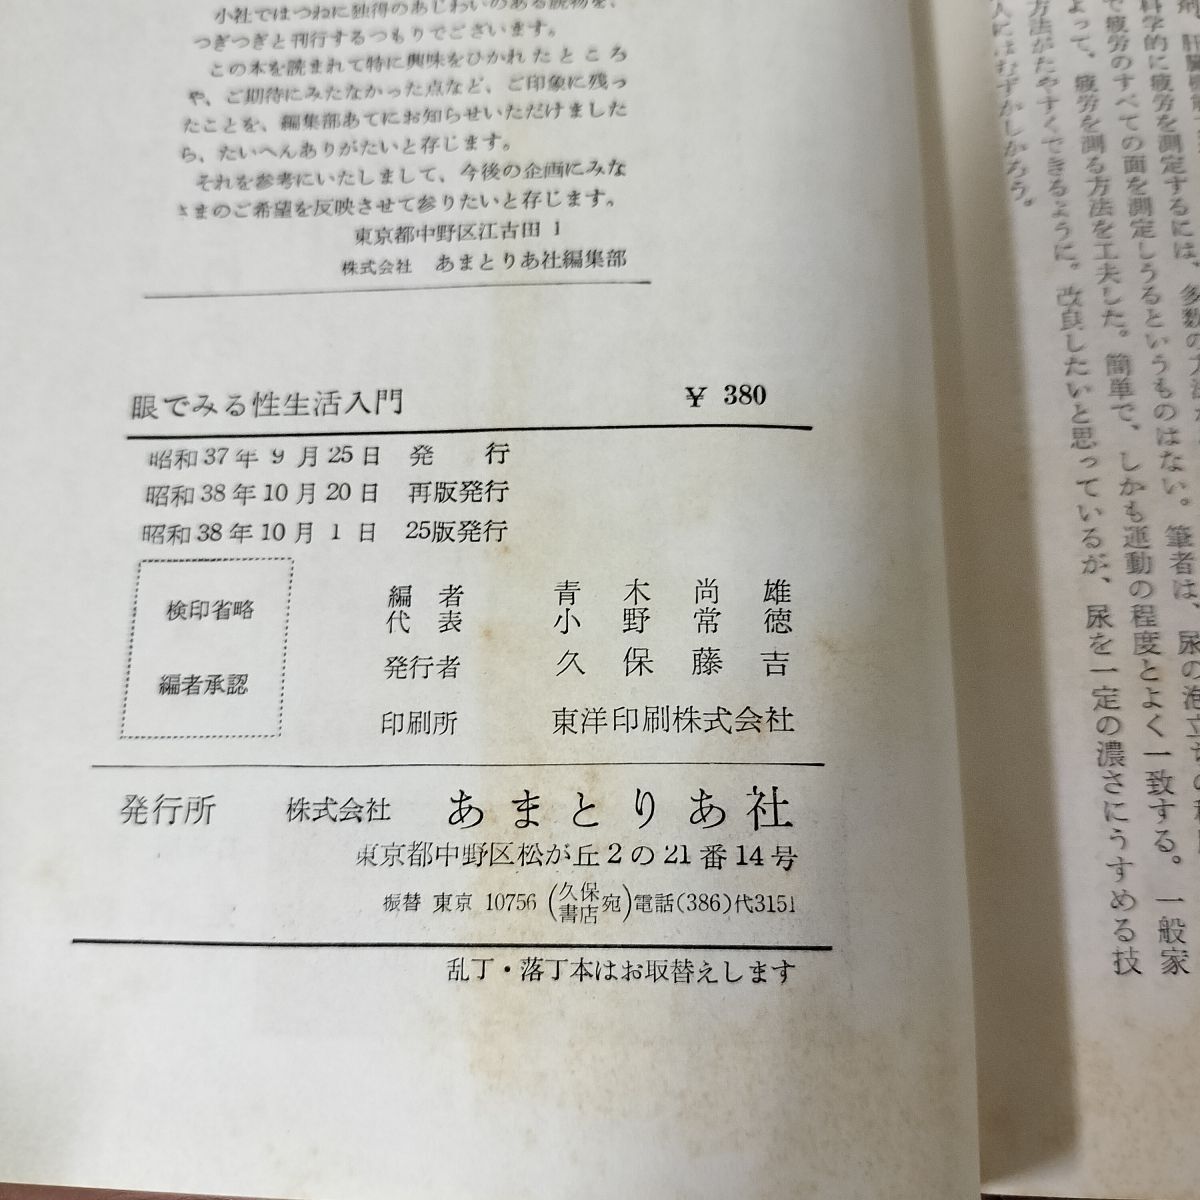 小社ではつねに独得のあじわいのある読物を、
つぎつぎと刊行するつもりでございます。
この本を読まれて特に興味をひかれたところ
や、ご期待にみたなかった点など、ご印象に残っ
たことを、編集部あてにお知らせいただけました
ら、たいへんありがたいと存じます。
それを参考にいたしまして、今後の企画にみな
さまのご希望を反映させて参りたいと存じます。
東京都中野区江古田1
株式会社 あまとりあ社編集部
眼でみる性生活入門 ¥ 380
昭和37年9月25日 発行
昭和38年10月20日 再版発行
昭和38年10月1日 25版発行
検印省略
編者承認
編者 青木尚雄
代表 小野常徳
発行者 久保藤吉
印刷所 東洋印刷株式会社
発行所 株式会社 あまとりあ社
東京都中野区松が丘2の21番14号
振替 東京 10756 (久保書店宛)電話(386)代3151
乱丁・落丁本はお取替えします
科学的に疲労を測定するには、多数の方法
で疲労のすべての面を測定しうるというものはない。筆者は、尿の泡立ちの
よって、疲労を測る方法を工夫した。簡単で、しかも運動の程度とよく一致する。一般家
方法がたやすくできるように。改良したいと思っているが、尿を一定の濃さにうすめる技
人にはむずかしかろう。